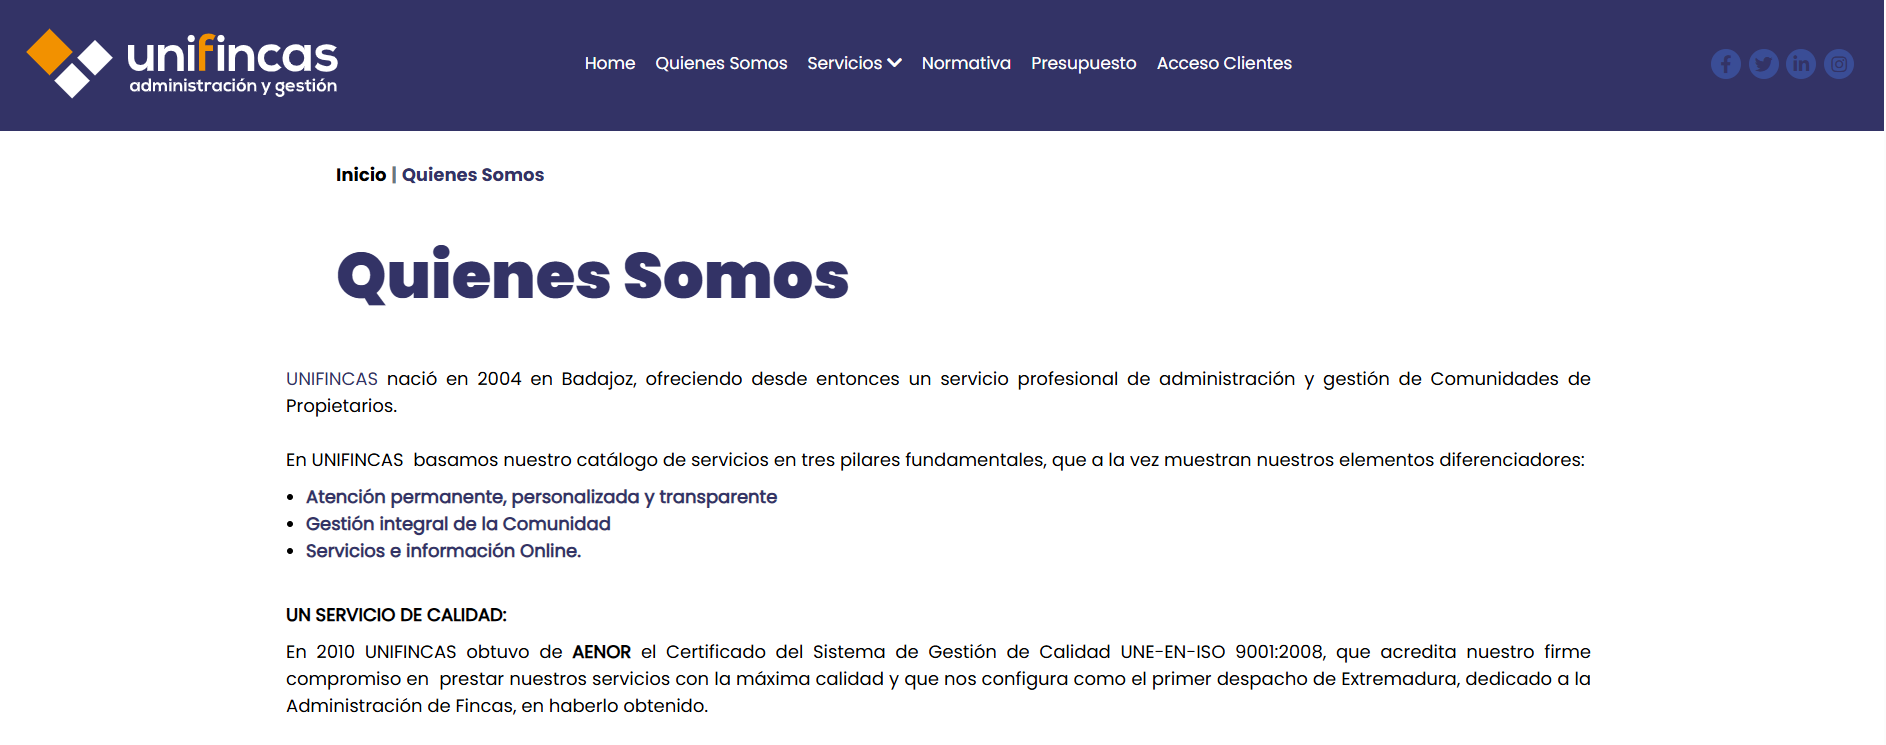 unifincas
administración y gestión
Home Quienes Somos Servicios Normativa Presupuesto Acceso Clientes
Inicio | Quienes Somos
Quienes Somos
UNIFINCAS nació en 2004 en Badajoz, ofreciendo desde entonces un servicio profesional de administración y gestión de Comunidades de
Propietarios.
En UNIFINCAS basamos nuestro catálogo de servicios en tres pilares fundamentales, que a la vez muestran nuestros elementos diferenciadores:
• Atención permanente, personalizada y transparente
• Gestión integral de la Comunidad
• Servicios e información Online.
UN SERVICIO DE CALIDAD:
En 2010 UNIFINCAS obtuvo de AENOR el Certificado del Sistema de Gestión de Calidad UNE-EN-ISO 9001:2008, que acredita nuestro firme
compromiso en prestar nuestros servicios con la máxima calidad y que nos configura como el primer despacho de Extremadura, dedicado a la
Administración de Fincas, en haberlo obtenido.